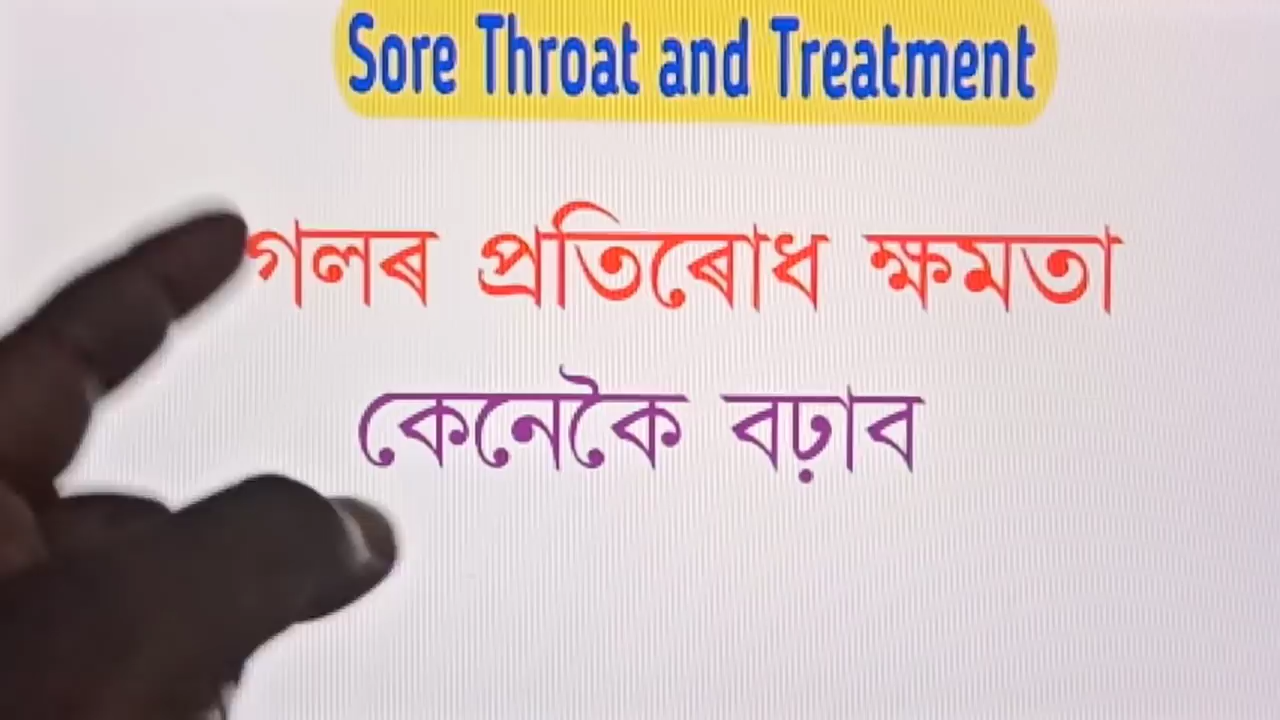 Sore Throat and Treatment
গলৰ প্ৰতিৰোধ ক্ষমতা
কেনেকৈ বঢ়াব